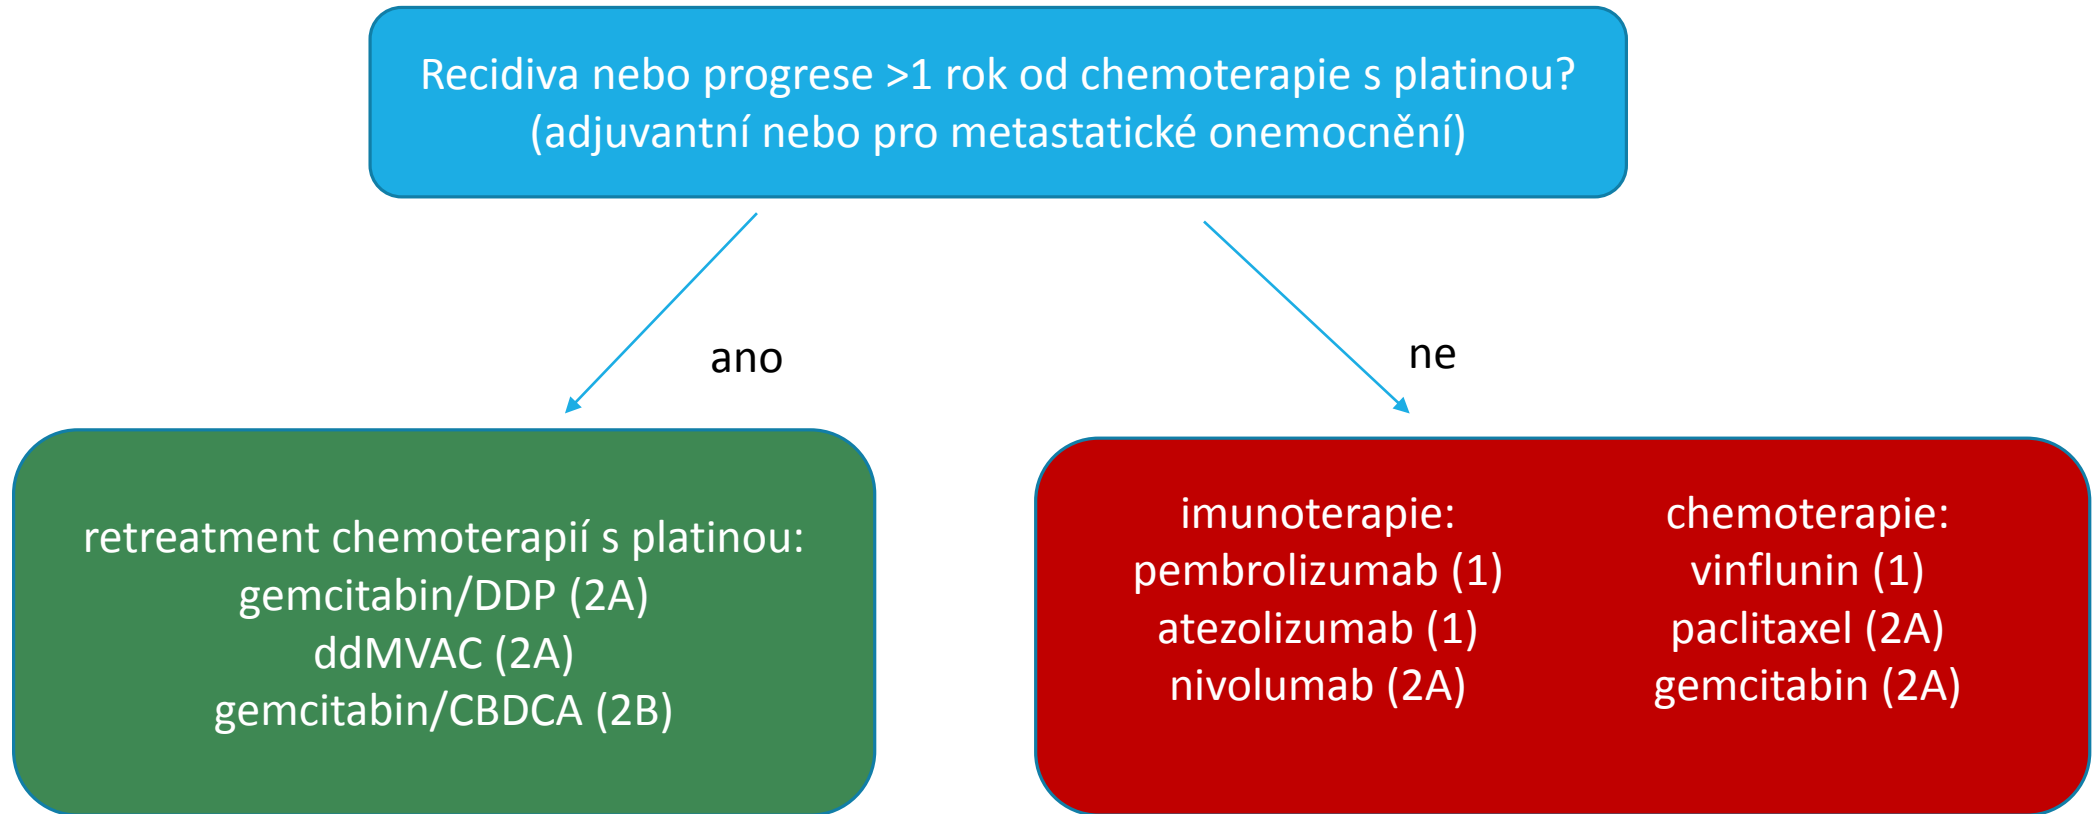 Recidiva nebo progrese >1 rok od chemoterapie s platinou?
(adjuvantní nebo pro metastatické onemocnění)
ano
ne
retreatment chemoterapií s platinou:
gemcitabin/DDP (2A)
ddMVAC (2A)
gemcitabin/CBDCA (2B)
imunoterapie:
pembrolizumab (1)
atezolizumab (1)
nivolumab (2A)
chemoterapie:
vinflunin (1)
paclitaxel (2A)
gemcitabin (2A)